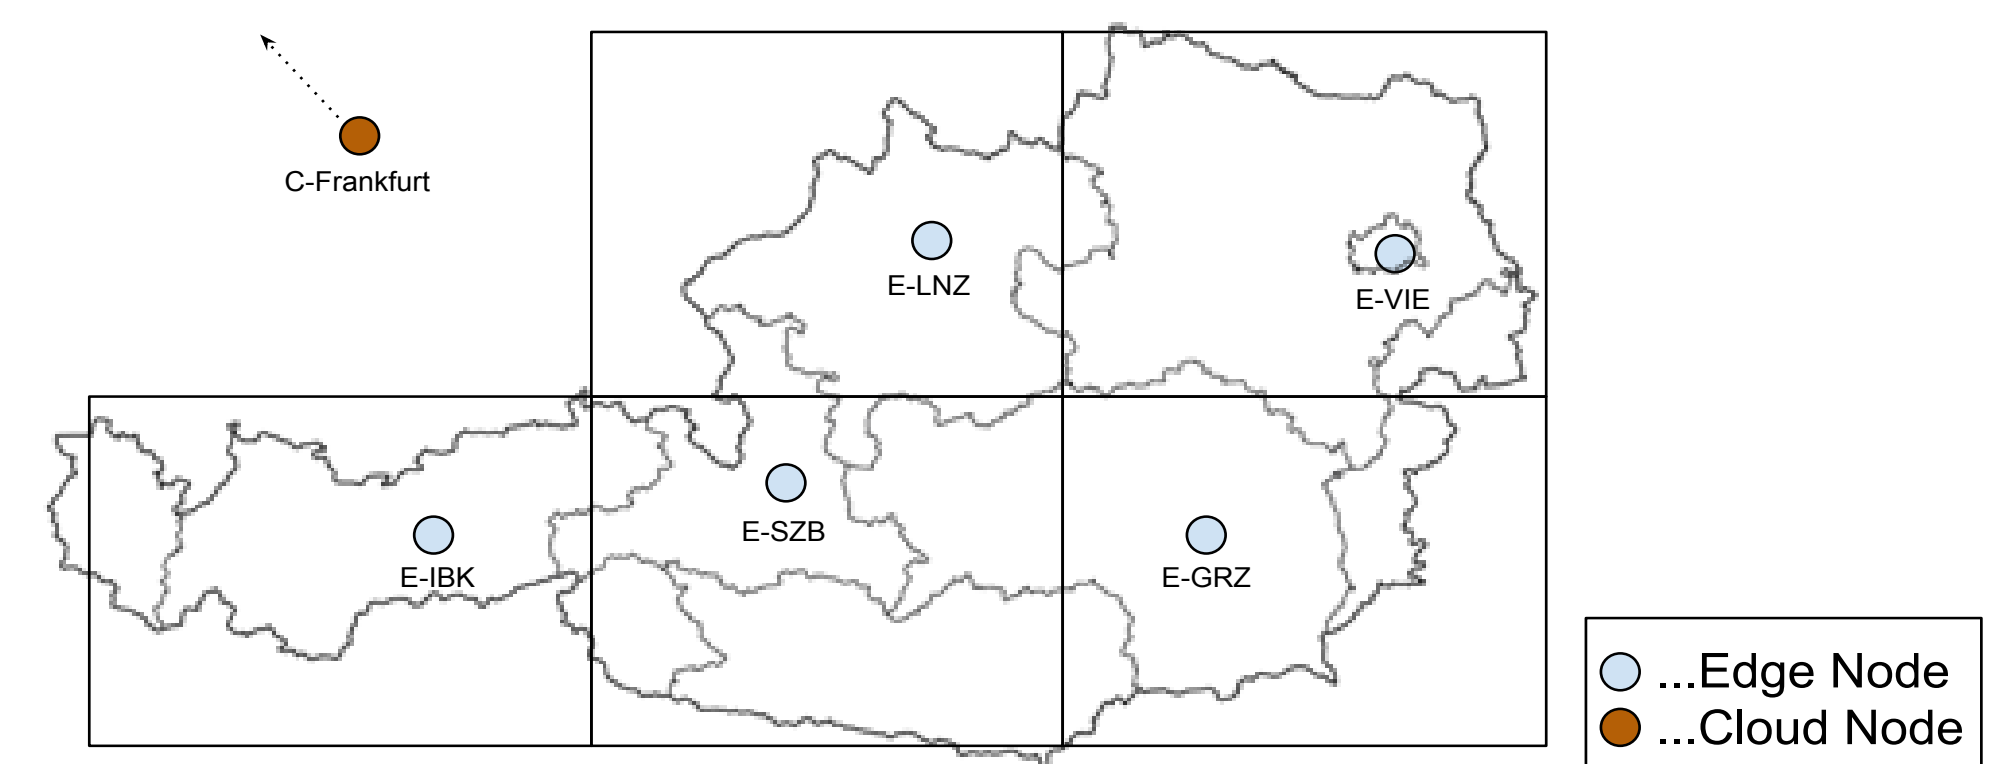 C-Frankfurt
E-LNZ
E-VIE
E-SZB
E-IBK
E-GRZ
...Edge Node
...Cloud Node